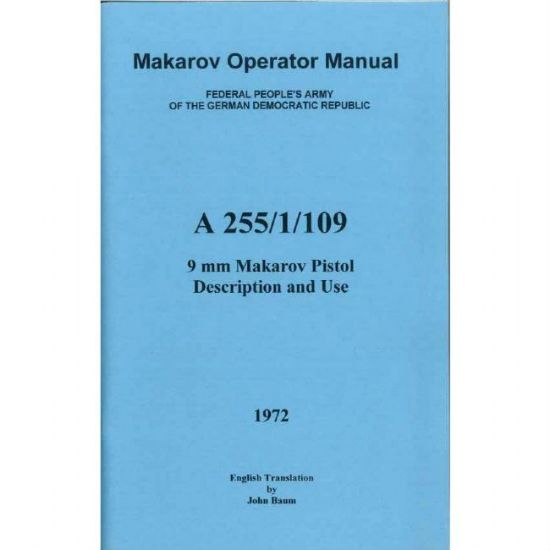 Makarov Operator Manual
FEDERAL PEOPLE'S ARMY
OF THE GERMAN DEMOCRATIC REPUBLIC
A 255/1/109
9 mm Makarov Pistol
Description and Use
1972
English Translation
by
John Baum